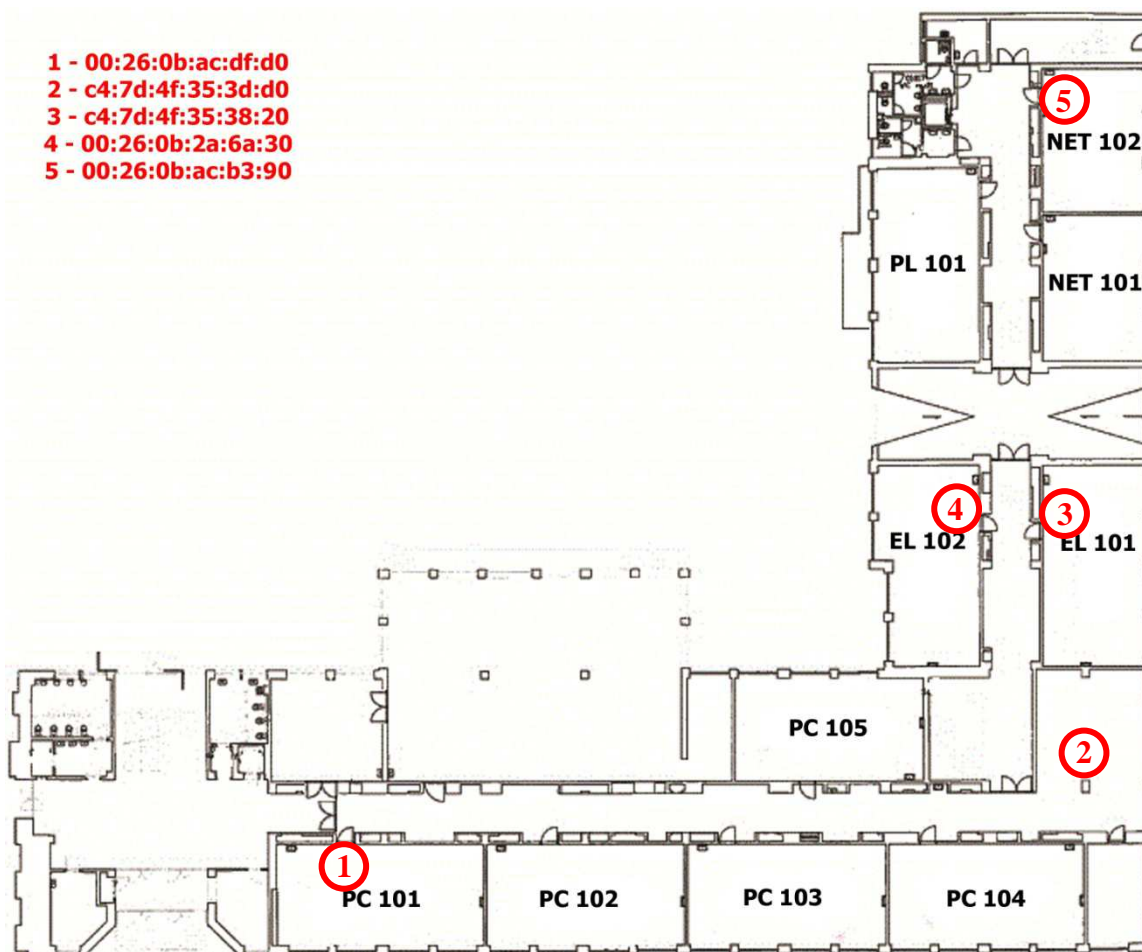 1 - 00:26:0b:ac:df:d0
2 - c4:7d:4f:35:3d:d0
3 - c4:7d:4f:35:38:20
4 - 00:26:0b:2a:6a:30
5 - 00:26:0b:ac:b3:90
5
NET 102
PL 101
NET 101
4
3
EL 102
EL 101
PC 105
2
1
PC 101
PC 102
PC 103
PC 104